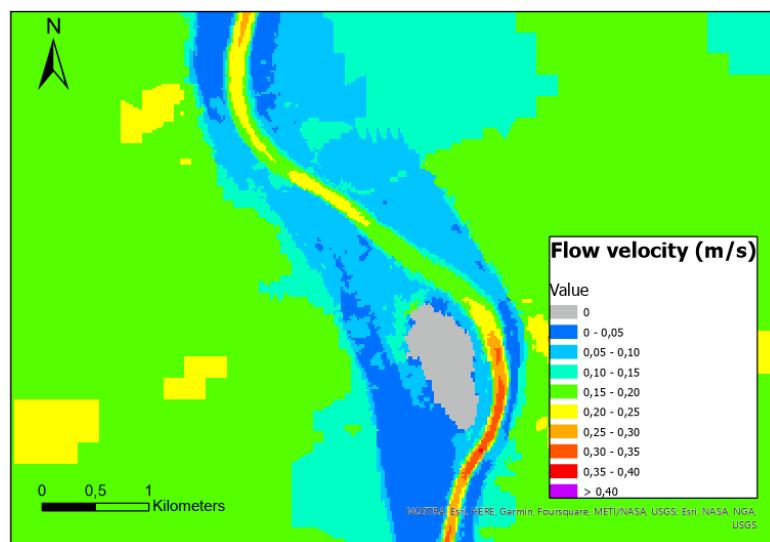 N
Flow velocity (m/s)
Value
0
0 - 0,05
0,05 - 0,10
0,10 - 0,15
0,15 - 0,20
0,20 - 0,25
0,25 - 0,30
0,30 - 0,35
0,35 - 0,40
> 0,40
0 0,5 1
Kilometers
MOSTRA, Esri, HERE, Garmin, Foursquare, METI/NASA, USGS, Esri, NASA, NGA,
USGS